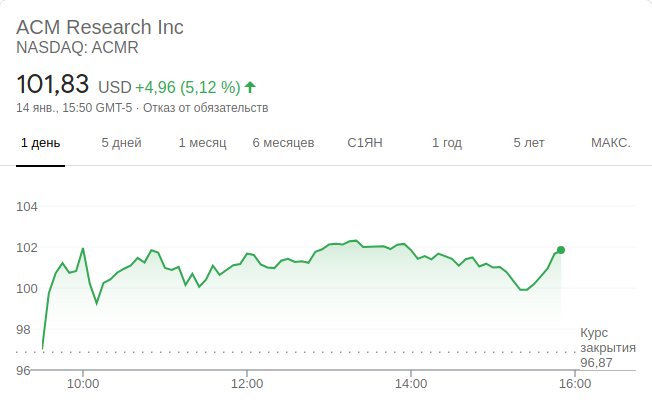 ACM Research Inc
NASDAQ: ACMR
101,83 USD +4,96 (5,12 %)
14 янв., 15:50 GMT-5 · Отказ от обязательств
1 день 5 дней 1 месяц 6 месяцев С1ЯН 1 год 5 лет МАКС.
104
102
100
98
Курс
закрытия
96,87
96
10:00 12:00 14:00 16:00